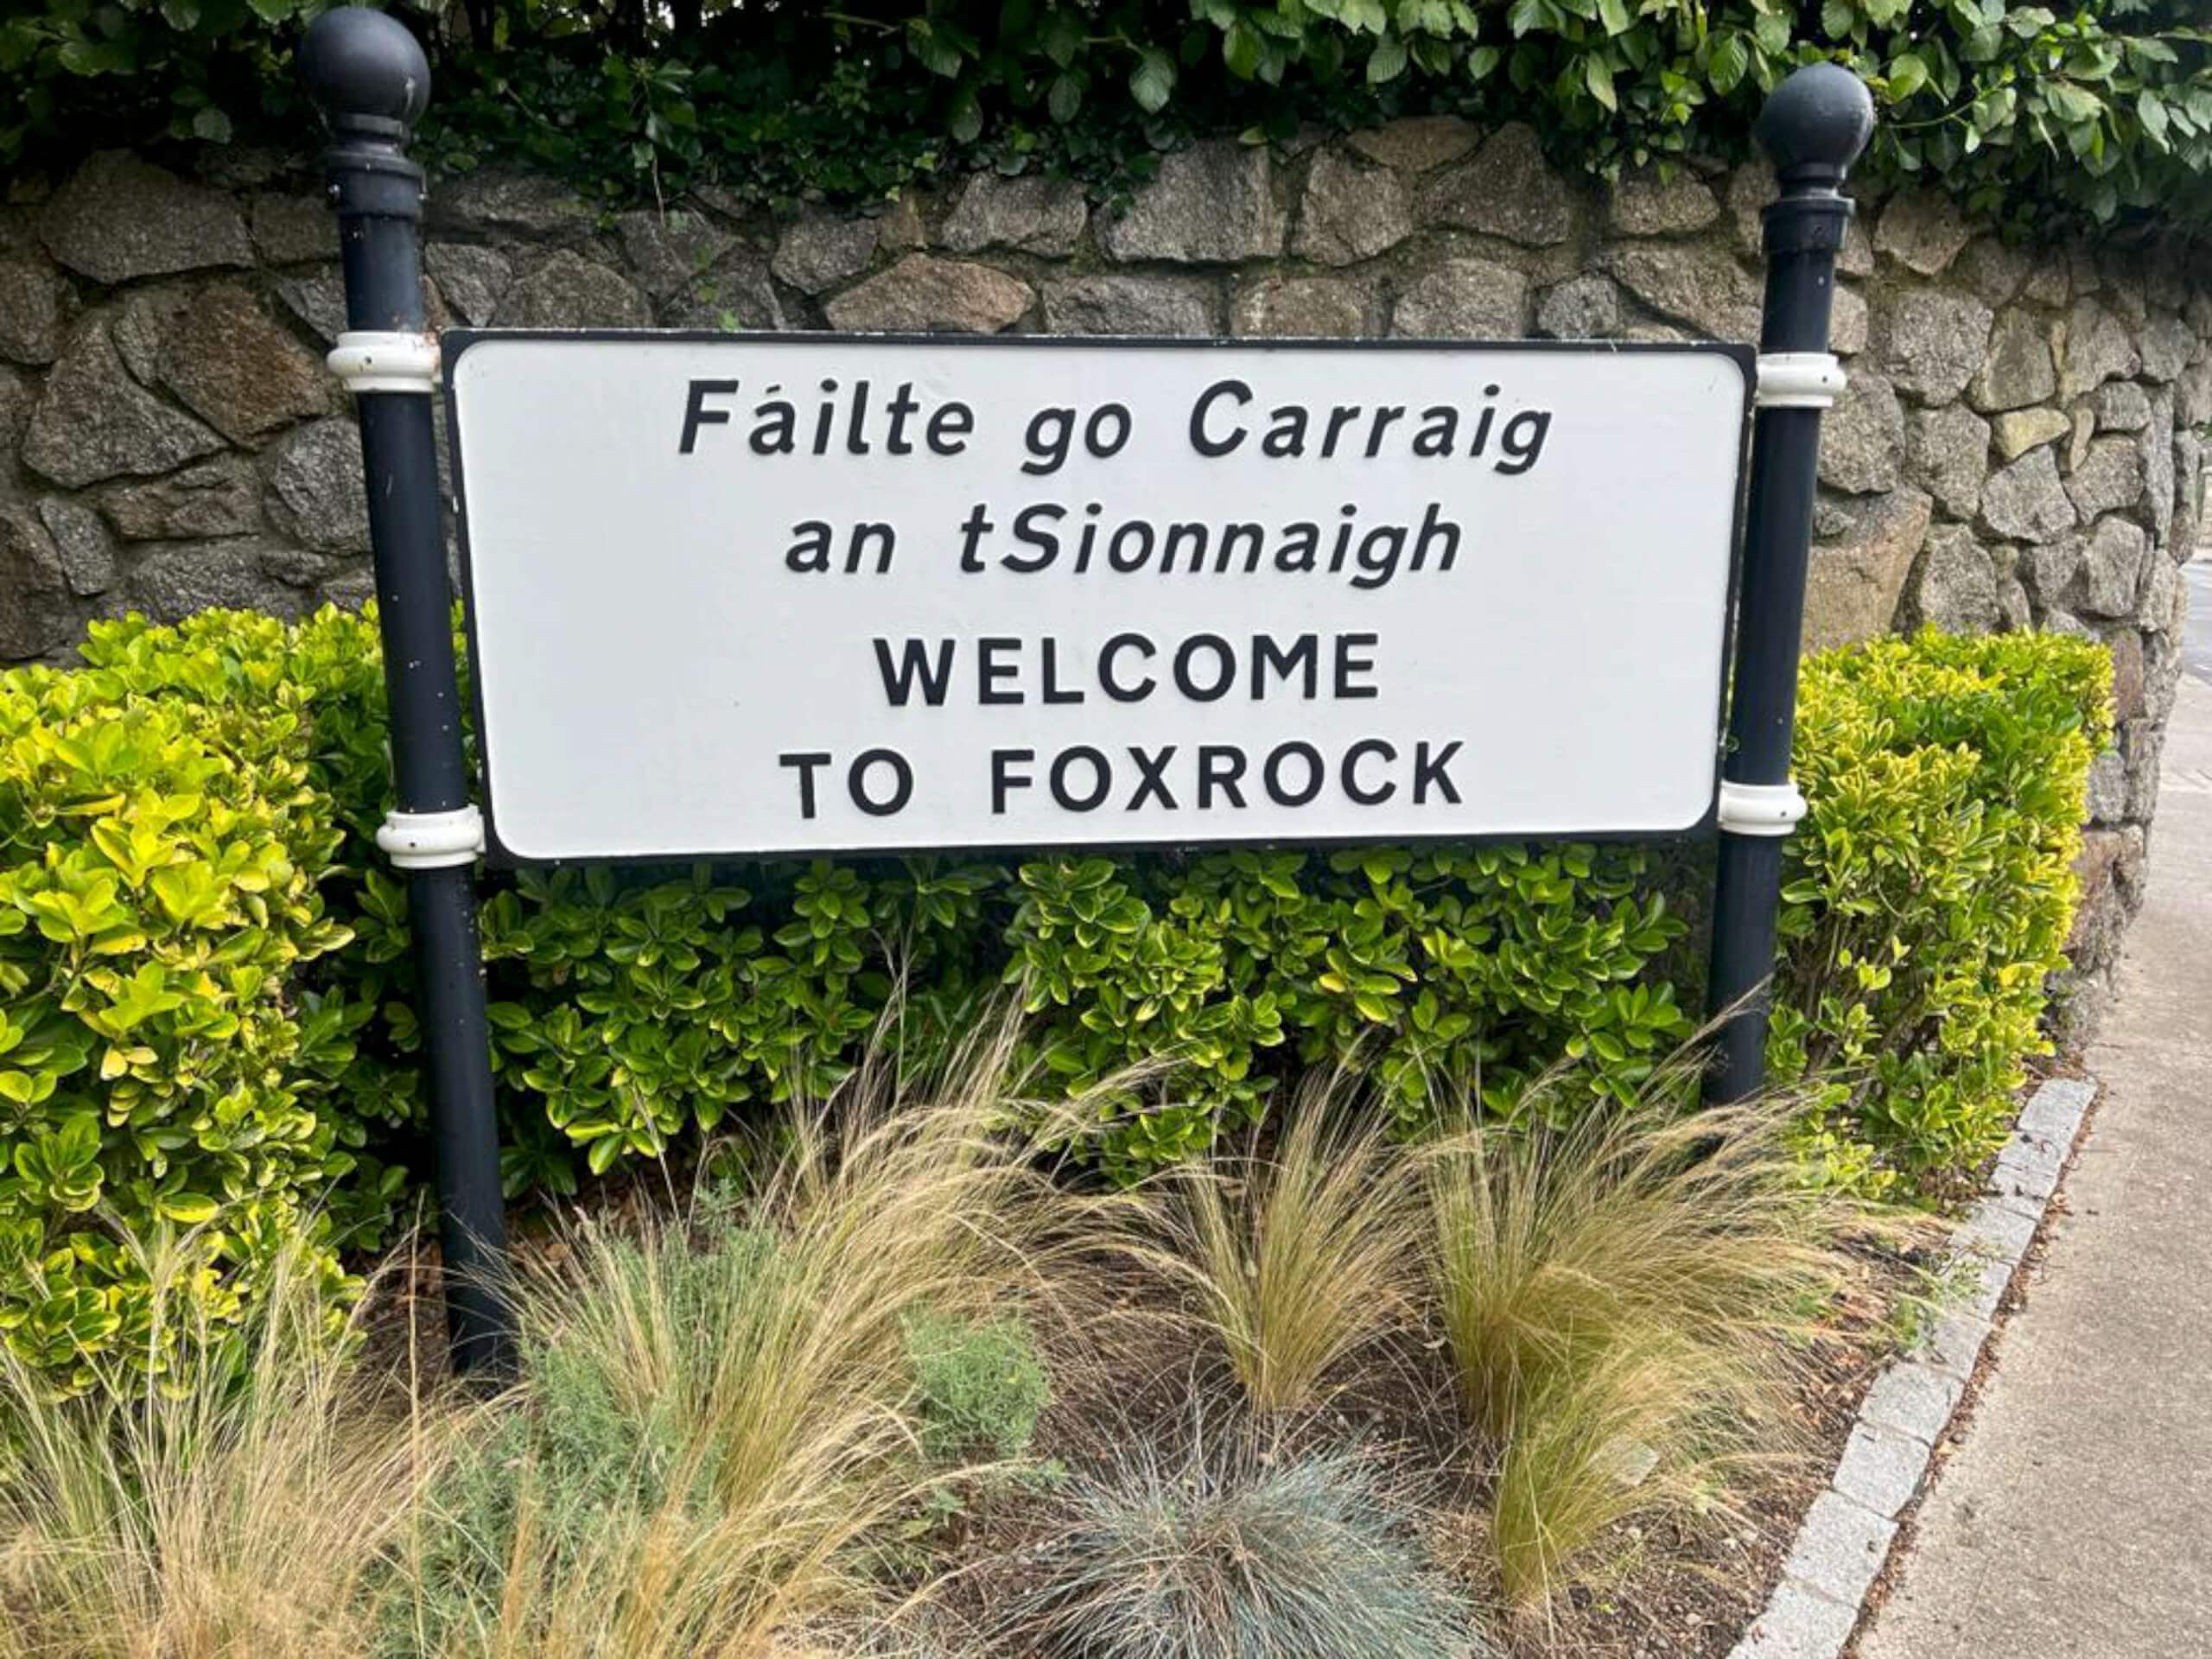 Fáilte go Carraig
an tSionnaigh
WELCOME
TO FOXROCK